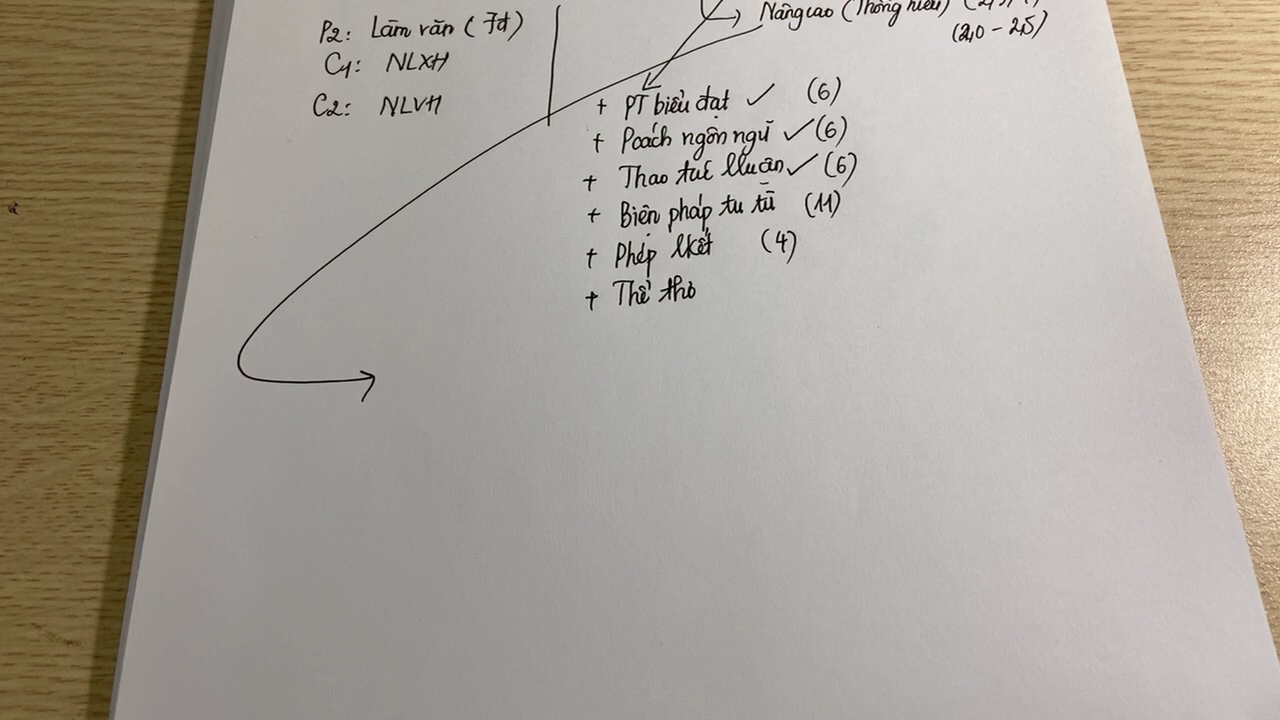 Nâng cao (Thông hiểu)
(2,0 - 2,5)
P2: Làm văn (7đ)
C1: NLXH
C2: NLVH
+ PT biểu đạt ✓ (6)
+ Pcách ngôn ngữ ✓ (6)
+ Thao tác lluận ✓ (6)
+ Biện pháp tu từ (11)
+ Phép lkết (4)
+ Thể thơ